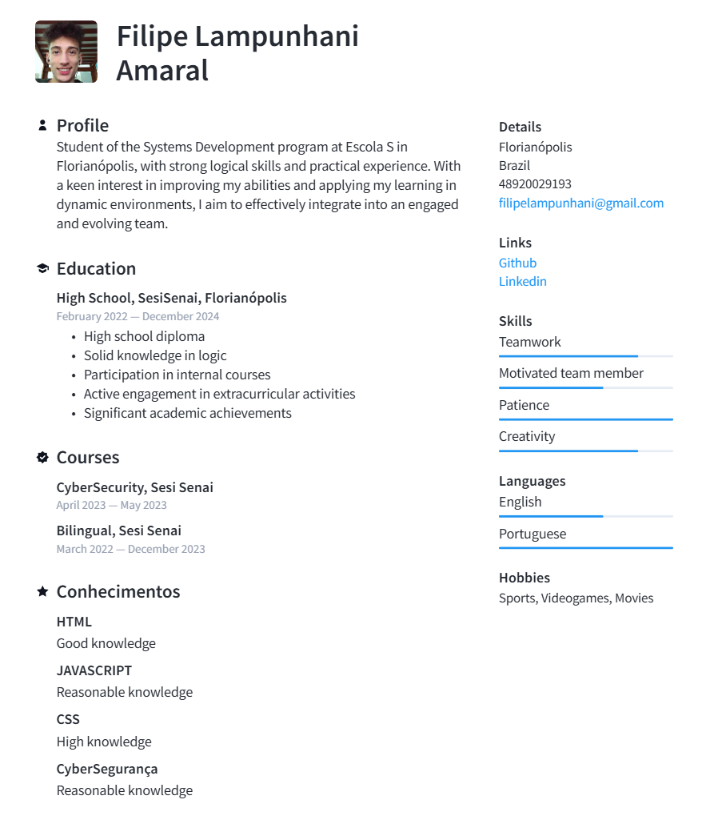 Filipe Lampunhani
Amaral
Profile
Student of the Systems Development program at Escola S in
Florianópolis, with strong logical skills and practical experience. With
a keen interest in improving my abilities and applying my learning in
dynamic environments, I aim to effectively integrate into an engaged
and evolving team.
Education
High School, SesiSenai, Florianópolis
February 2022 — December 2024
• High school diploma
• Solid knowledge in logic
• Participation in internal courses
• Active engagement in extracurricular activities
• Significant academic achievements
Courses
CyberSecurity, Sesi Senai
April 2023 — May 2023
Bilingual, Sesi Senai
March 2022 — December 2023
Conhecimentos
HTML
Good knowledge
JAVASCRIPT
Reasonable knowledge
CSS
High knowledge
CyberSegurança
Reasonable knowledge
Details
Florianópolis
Brazil
48920029193
filipelampunhani@gmail.com
Links
Github
Linkedin
Skills
Teamwork
Motivated team member
Patience
Creativity
Languages
English
Portuguese
Hobbies
Sports, Videogames, Movies